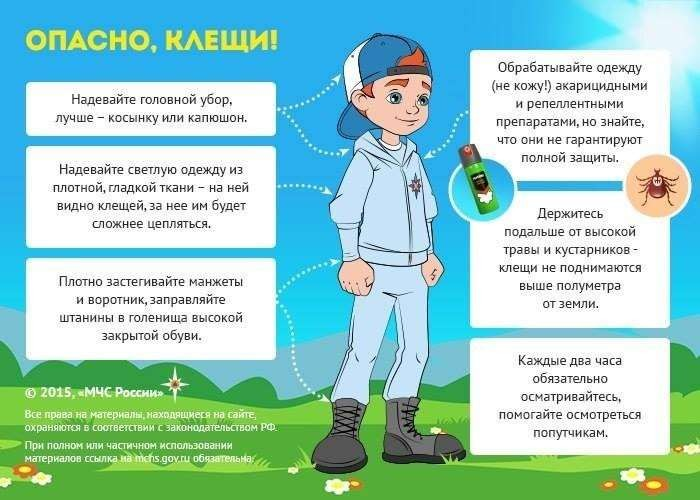 ОПАСНО, КЛЕЩИ!
Надевайте головной убор,
лучше – косынку или капюшон.
Надевайте светлую одежду из
плотной, гладкой ткани – на ней
видно клещей, за нее им будет
сложнее цепляться.
Плотно застегивайте манжеты
и воротник, заправляйте
штанины в голенища высокой
закрытой обуви.
© 2015, «МЧС России»
Все права на материалы, находящиеся на сайте,
охраняются в соответствии с законодательством РФ.
При полном или частичном использовании
материалов ссылка на mchs.gov.ru обязательна.
Обрабатывайте одежду
(не кожу!) акарицидными
и репеллентными
препаратами, но знайте,
что они не гарантируют
полной защиты.
Держитесь
подальше от высокой
травы и кустарников -
клещи не поднимаются
выше полуметра
от земли.
Каждые два часа
обязательно
осматривайтесь,
помогайте осмотреться
попутчикам.